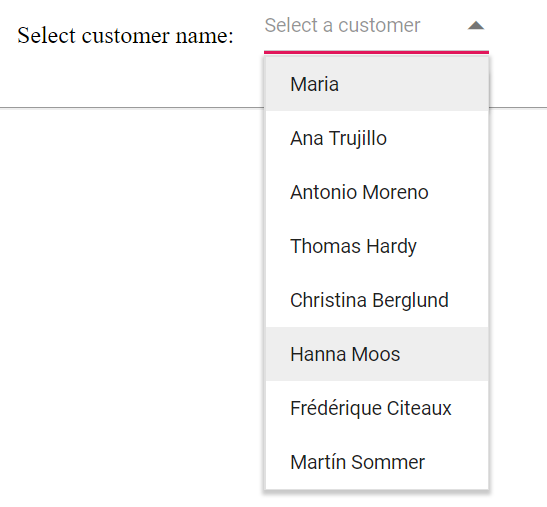 Select customer name:
Select a customer
Maria
Ana Trujillo
Antonio Moreno
Thomas Hardy
Christina Berglund
Hanna Moos
Frédérique Citeaux
Martín Sommer